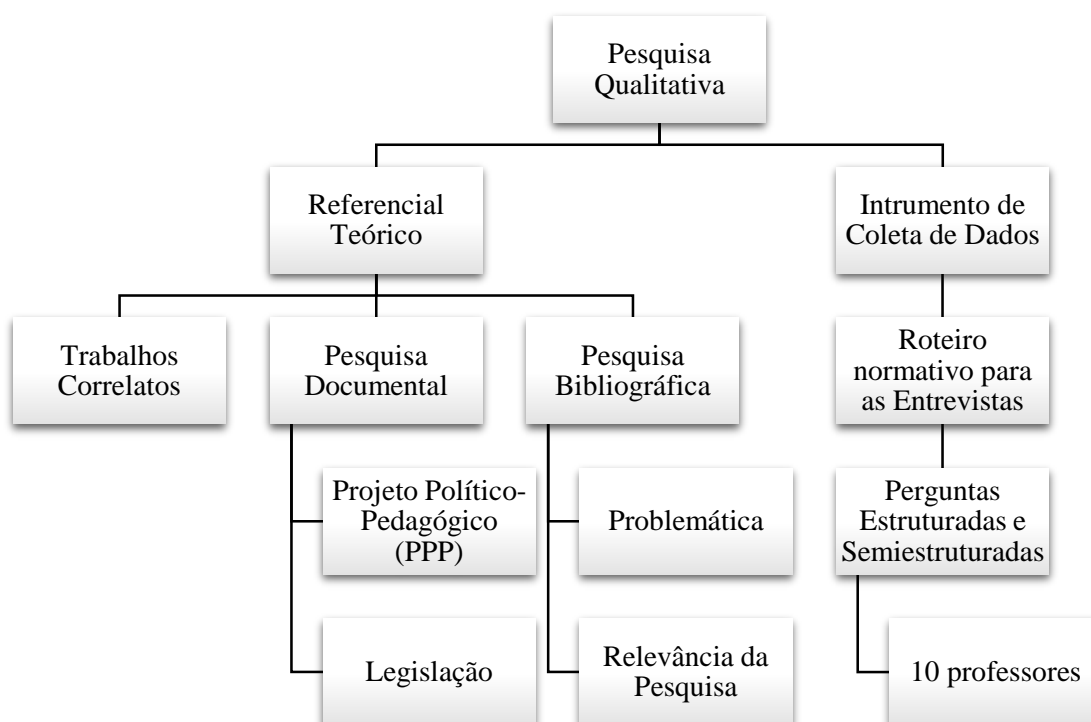 Pesquisa
Qualitativa
Referencial
Teórico
Intrumento de
Coleta de Dados
Trabalhos
Correlatos
Pesquisa
Documental
Pesquisa
Bibliográfica
Roteiro
normativo para
as Entrevistas
Projeto Político-
Pedagógico
(PPP)
Problemática
Perguntas
Estruturadas e
Semiestruturadas
Legislação
Relevância da
Pesquisa
10 professores